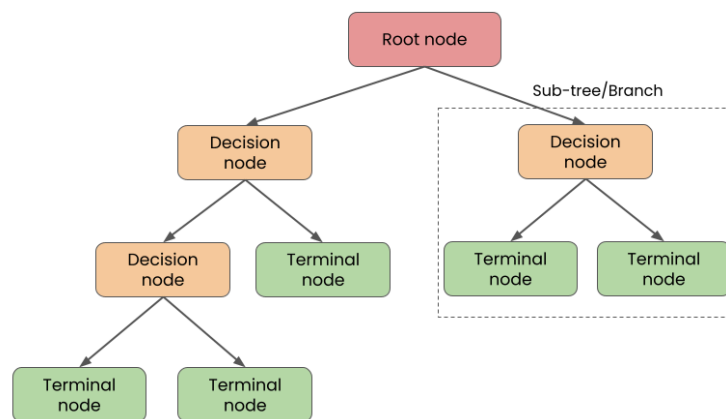 Root node
Sub-tree/Branch
Decision
node
Decision
node
Decision
node
Terminal
node
Terminal
node
Terminal
node
Terminal
node
Terminal
node